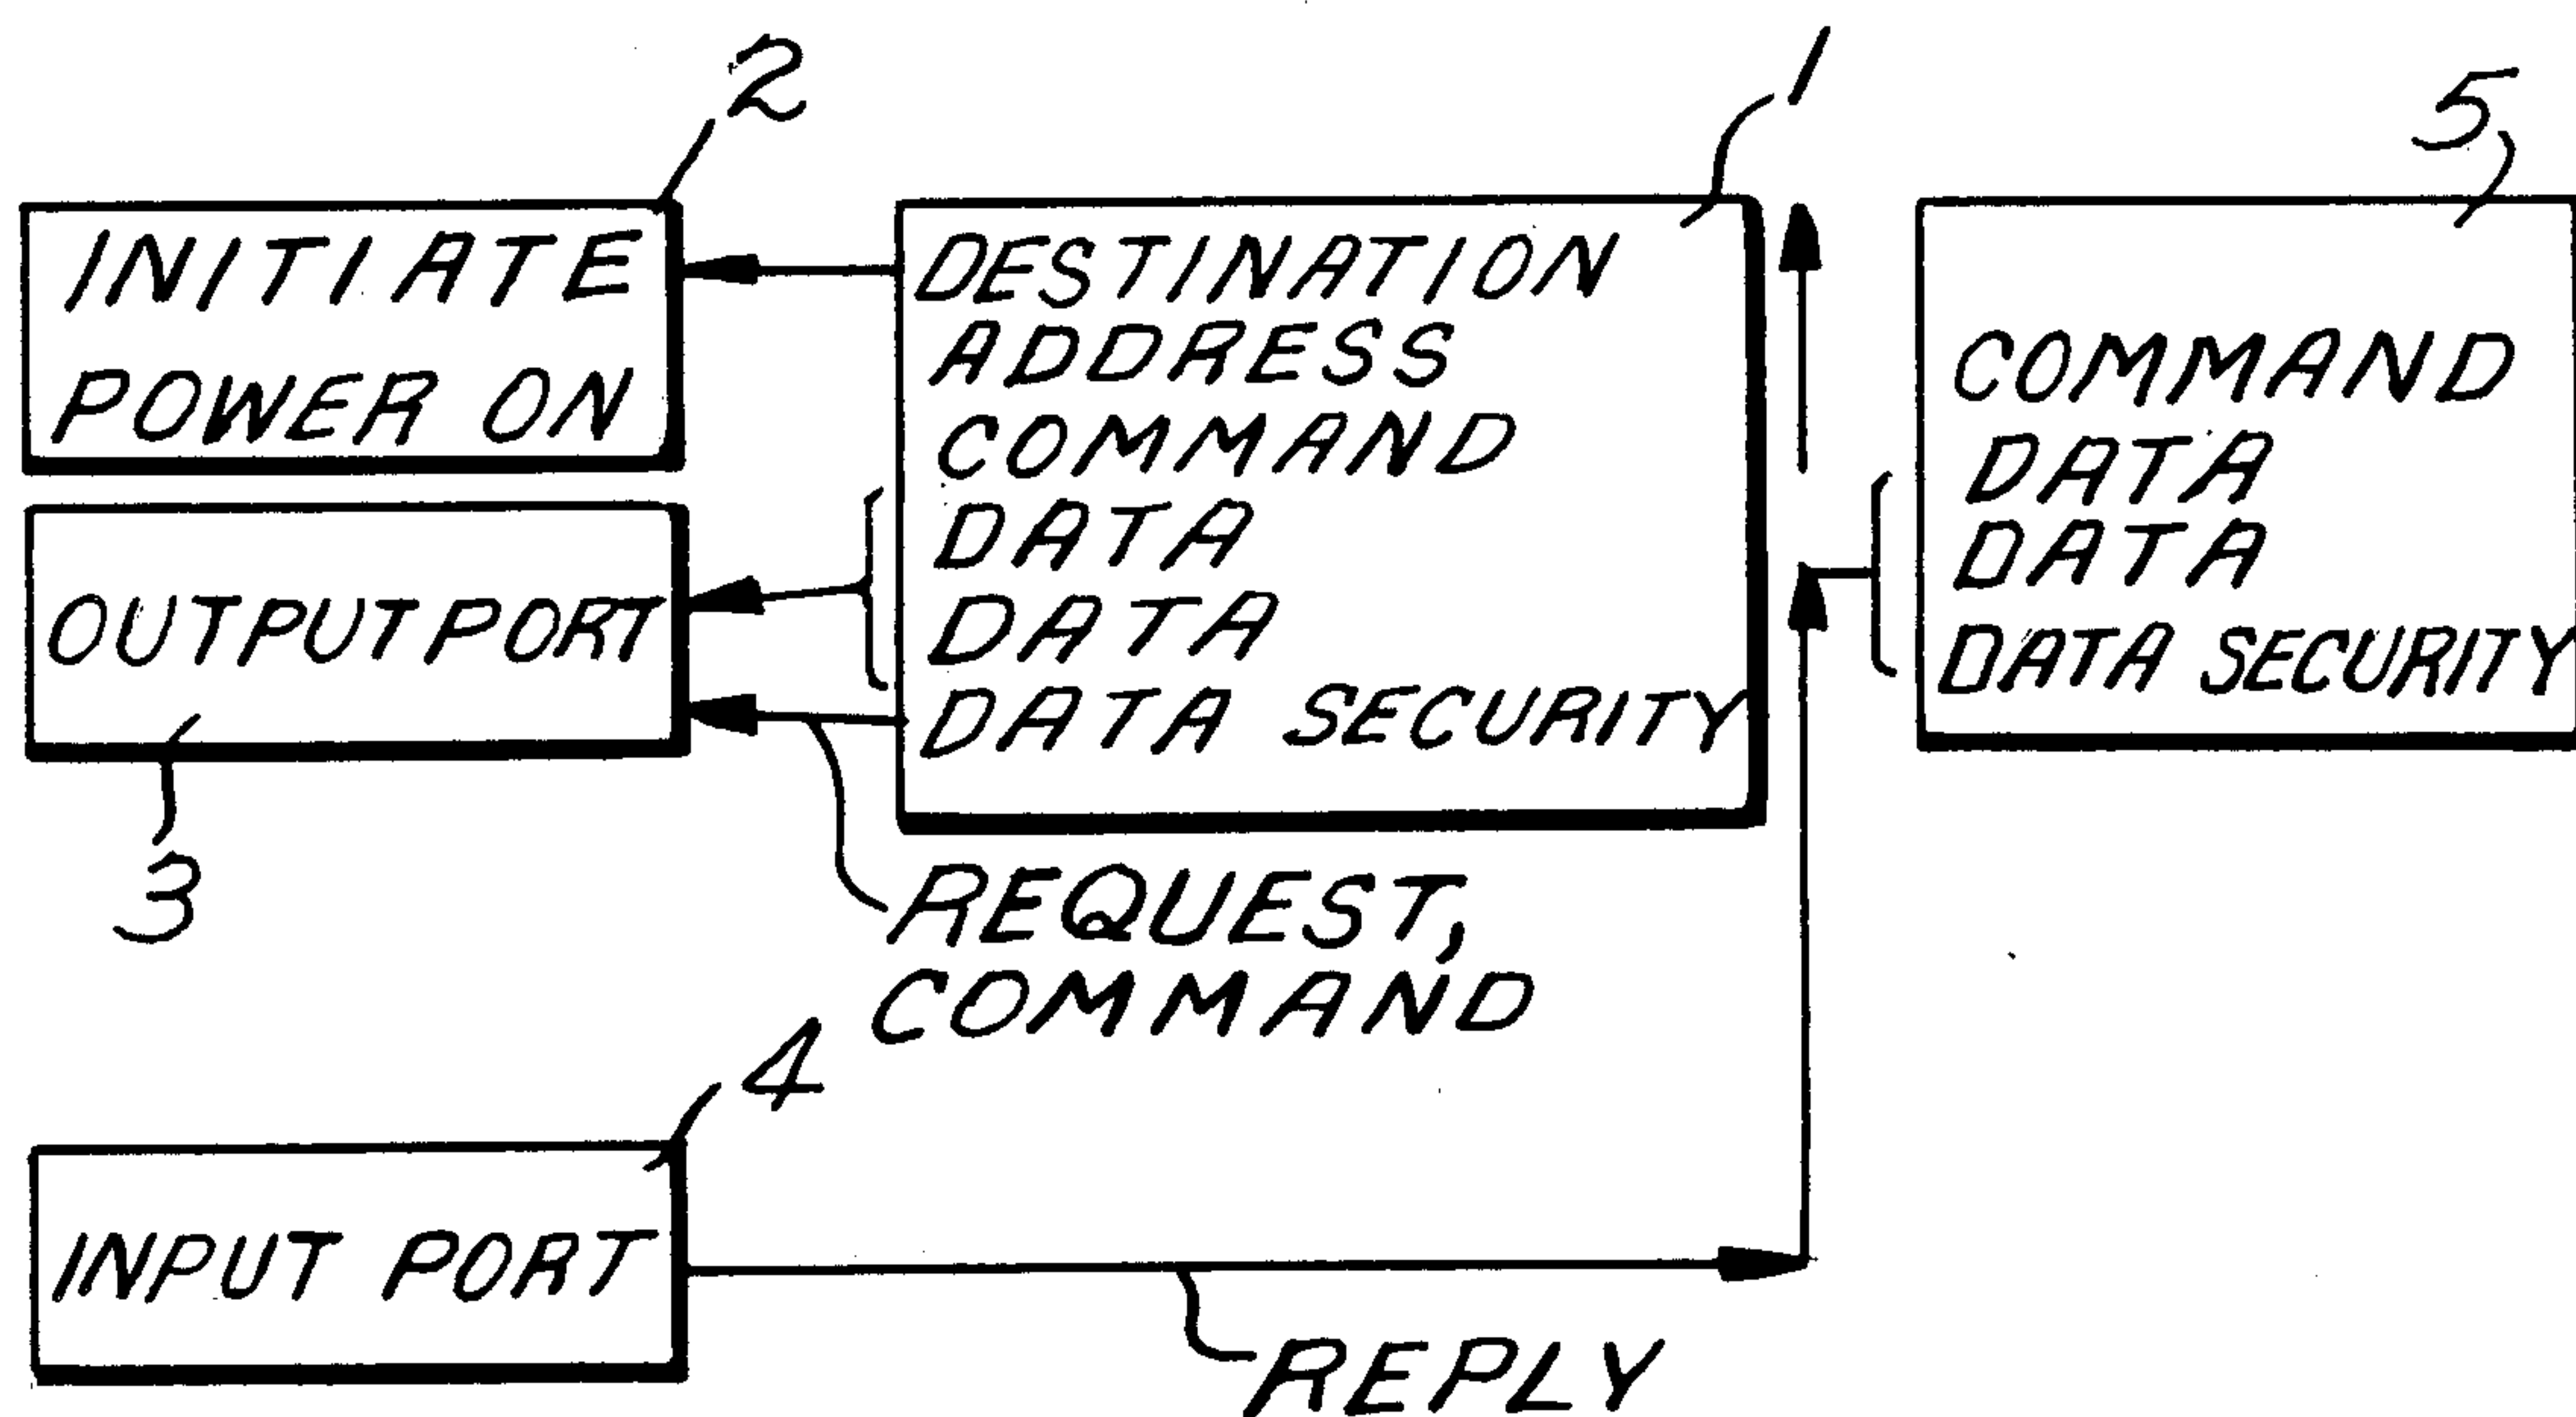 2
INITIATE
POWER ON
OUTPUT PORT
3
1
DESTINATION
ADDRESS
COMMAND
DATA
DATA
DATA SECURITY
REQUEST,
COMMAND
5
COMMAND
DATA
DATA
DATA SECURITY
4
INPUT PORT
REPLY